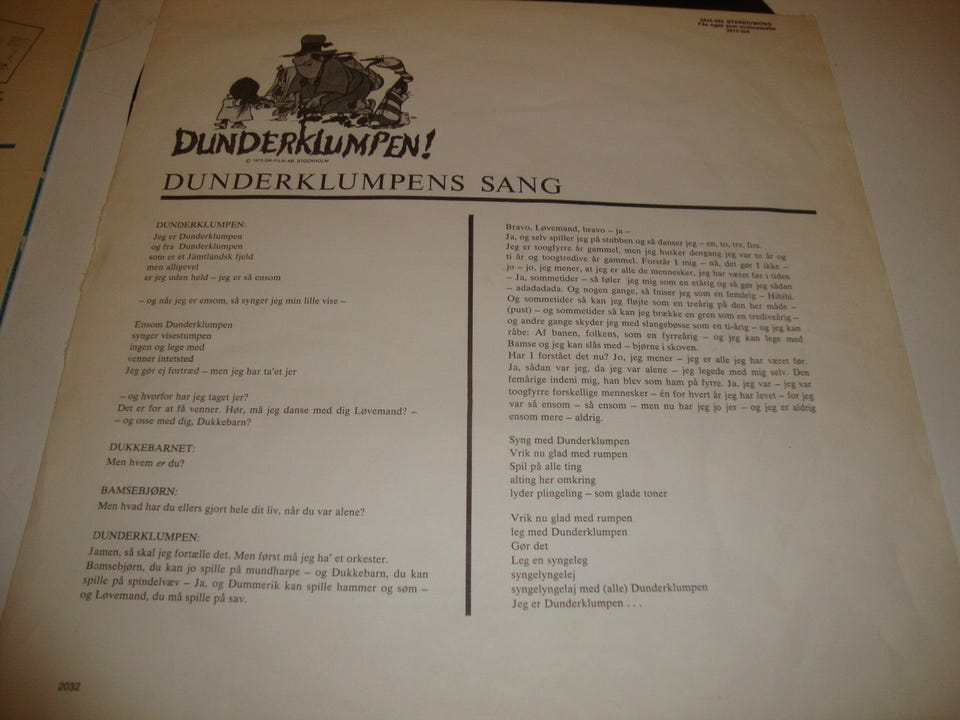 STEREO/MONO
DUNDERKLUMPEN!
© 1975 GK-FILM AB. STOCKHOLM
DUNDERKLUMPENS SANG
DUNDERKLUMPEN:
Jeg er Dunderklumpen
og fra Dunderklumpen
som er et Jämtlandsk fjeld
men alligevel
er jeg uden held – jeg er så ensom
– og når jeg er ensom, så synger jeg min lille vise –
Ensom Dunderklumpen
synger visestumpen
ingen og lege med
venner intetsted
Jeg gør ej fortræd – men jeg har ta'et jer
– og hvorfor har jeg taget jer?
Det er for at få venner. Hør, må jeg danse med dig Løvemand? –
– og osse med dig, Dukkebarn?
DUKKEBARNET:
Men hvem er du?
BAMSEBJØRN:
Men hvad har du ellers gjort hele dit liv, når du var alene?
DUNDERKLUMPEN:
Jamen, så skal jeg fortælle det. Men først må jeg ha' et orkester.
Bamsebjørn, du kan jo spille på mundharpe – og Dukkebarn, du kan
spille på spindelvæv – Ja, og Dummerik kan spille hammer og søm –
og Løvemand, du må spille på sav.
Bravo, Løvemand, bravo – ja –
Ja, og selv spiller jeg på stubben og så danser jeg – en, to, tre, fire.
Jeg er toogfyrre år gammel, men jeg husker dengang jeg var to år og
ti år og toogtredive år gammel. Forstår I mig – nå, det gør I ikke –
jo – jo, jeg mener, at jeg er alle de mennesker, jeg har været før i tiden
– Ja, sommetider – så føler jeg mig som en etårig og så gør jeg sådan
– adadadada. Og nogen gange, så fniser jeg som en femårig – Hihihi.
Og sommetider så kan jeg fløjte som en treårig på den her måde –
(pust) – og sommetider så kan jeg brække en gren som en trediveårig –
og andre gange skyder jeg med slangebøsse som en ti-årig – og jeg kan
råbe: Af banen, folkens, som en fyrreårig – og jeg kan lege med
Bamse og jeg kan slås med – bjørne i skoven.
Har I forstået det nu? Jo, jeg mener – jeg er alle jeg har været før.
Ja, sådan var jeg, da jeg var alene – jeg legede med mig selv. Den
femårige indeni mig, han blev som ham på fyrre. Ja, jeg var – jeg var
toogfyrre forskellige mennesker – én for hvert år jeg har levet – for jeg
var så ensom – så ensom – men nu har jeg jo jer – og jeg er aldrig
ensom mere – aldrig.
Syng med Dunderklumpen
Vrik nu glad med rumpen
Spil på alle ting
alting her omkring
lyder plingeling – som glade toner
Vrik nu glad med rumpen
leg med Dunderklumpen
Gør det
Leg en syngeleg
syngelyngelej
syngelyngelaj med (alle) Dunderklumpen
Jeg er Dunderklumpen . . .
2032